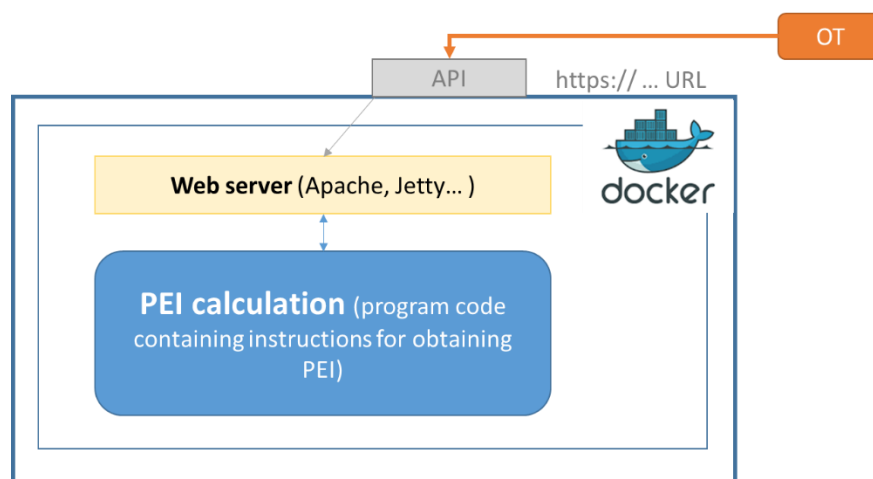 OT
API
https:// ... URL
docker
Web server (Apache, Jetty... )
PEI calculation (program code
containing instructions for obtaining
PEI)